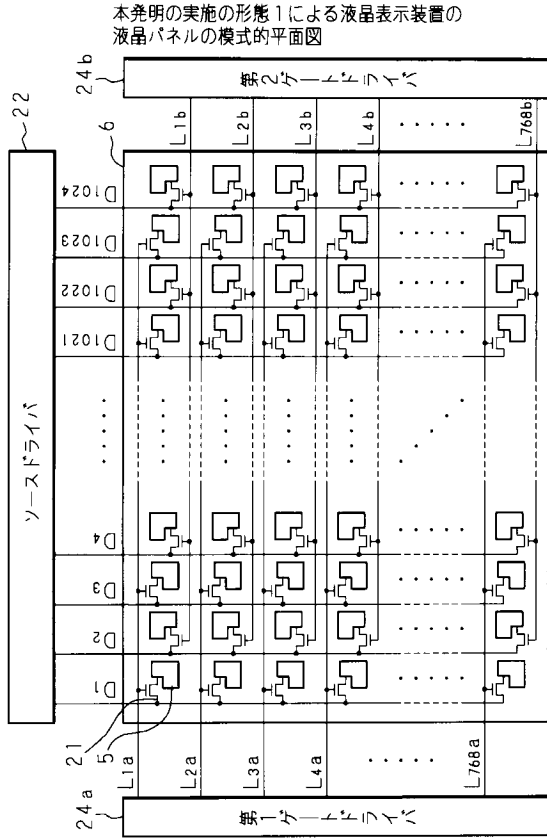 本発明の実施の形態1による液晶表示装置の
液晶パネルの模式的平面図
22
ソースドライバ
6
D1
D2
D3
D4
D1021
D1022
D1023
D1024
24a
第1ゲートドライバ
L1a
L2a
L3a
L4a
L768a
21
5
24b
第2ゲートドライバ
L1b
L2b
L3b
L4b
L768b